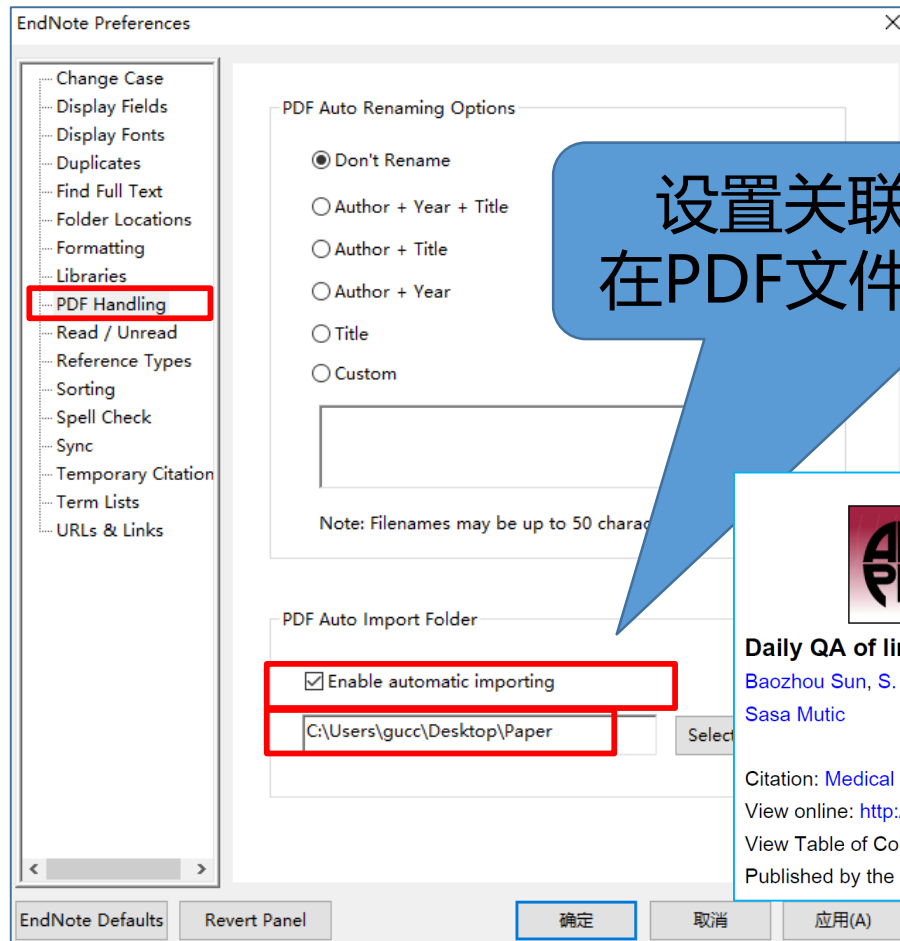 EndNote Preferences
Change Case
Display Fields
Display Fonts
Duplicates
Find Full Text
Folder Locations
Formatting
Libraries
PDF Handling
Read / Unread
Reference Types
Sorting
Spell Check
Sync
Temporary Citation
Term Lists
URLs & Links
PDF Auto Renaming Options
Don't Rename
Author + Year + Title
Author + Title
Author + Year
Title
Custom
Note: Filenames may be up to 50 charac
设置关联
在PDF文件
PDF Auto Import Folder
Enable automatic importing
C:\Users\gucc\Desktop\Paper
Select
Daily QA of li
Baozhou Sun, S.
Sasa Mutic
Citation: Medical
View online: http:
View Table of Co
Published by the
EndNote Defaults
Revert Panel
确定
取消
应用(A)